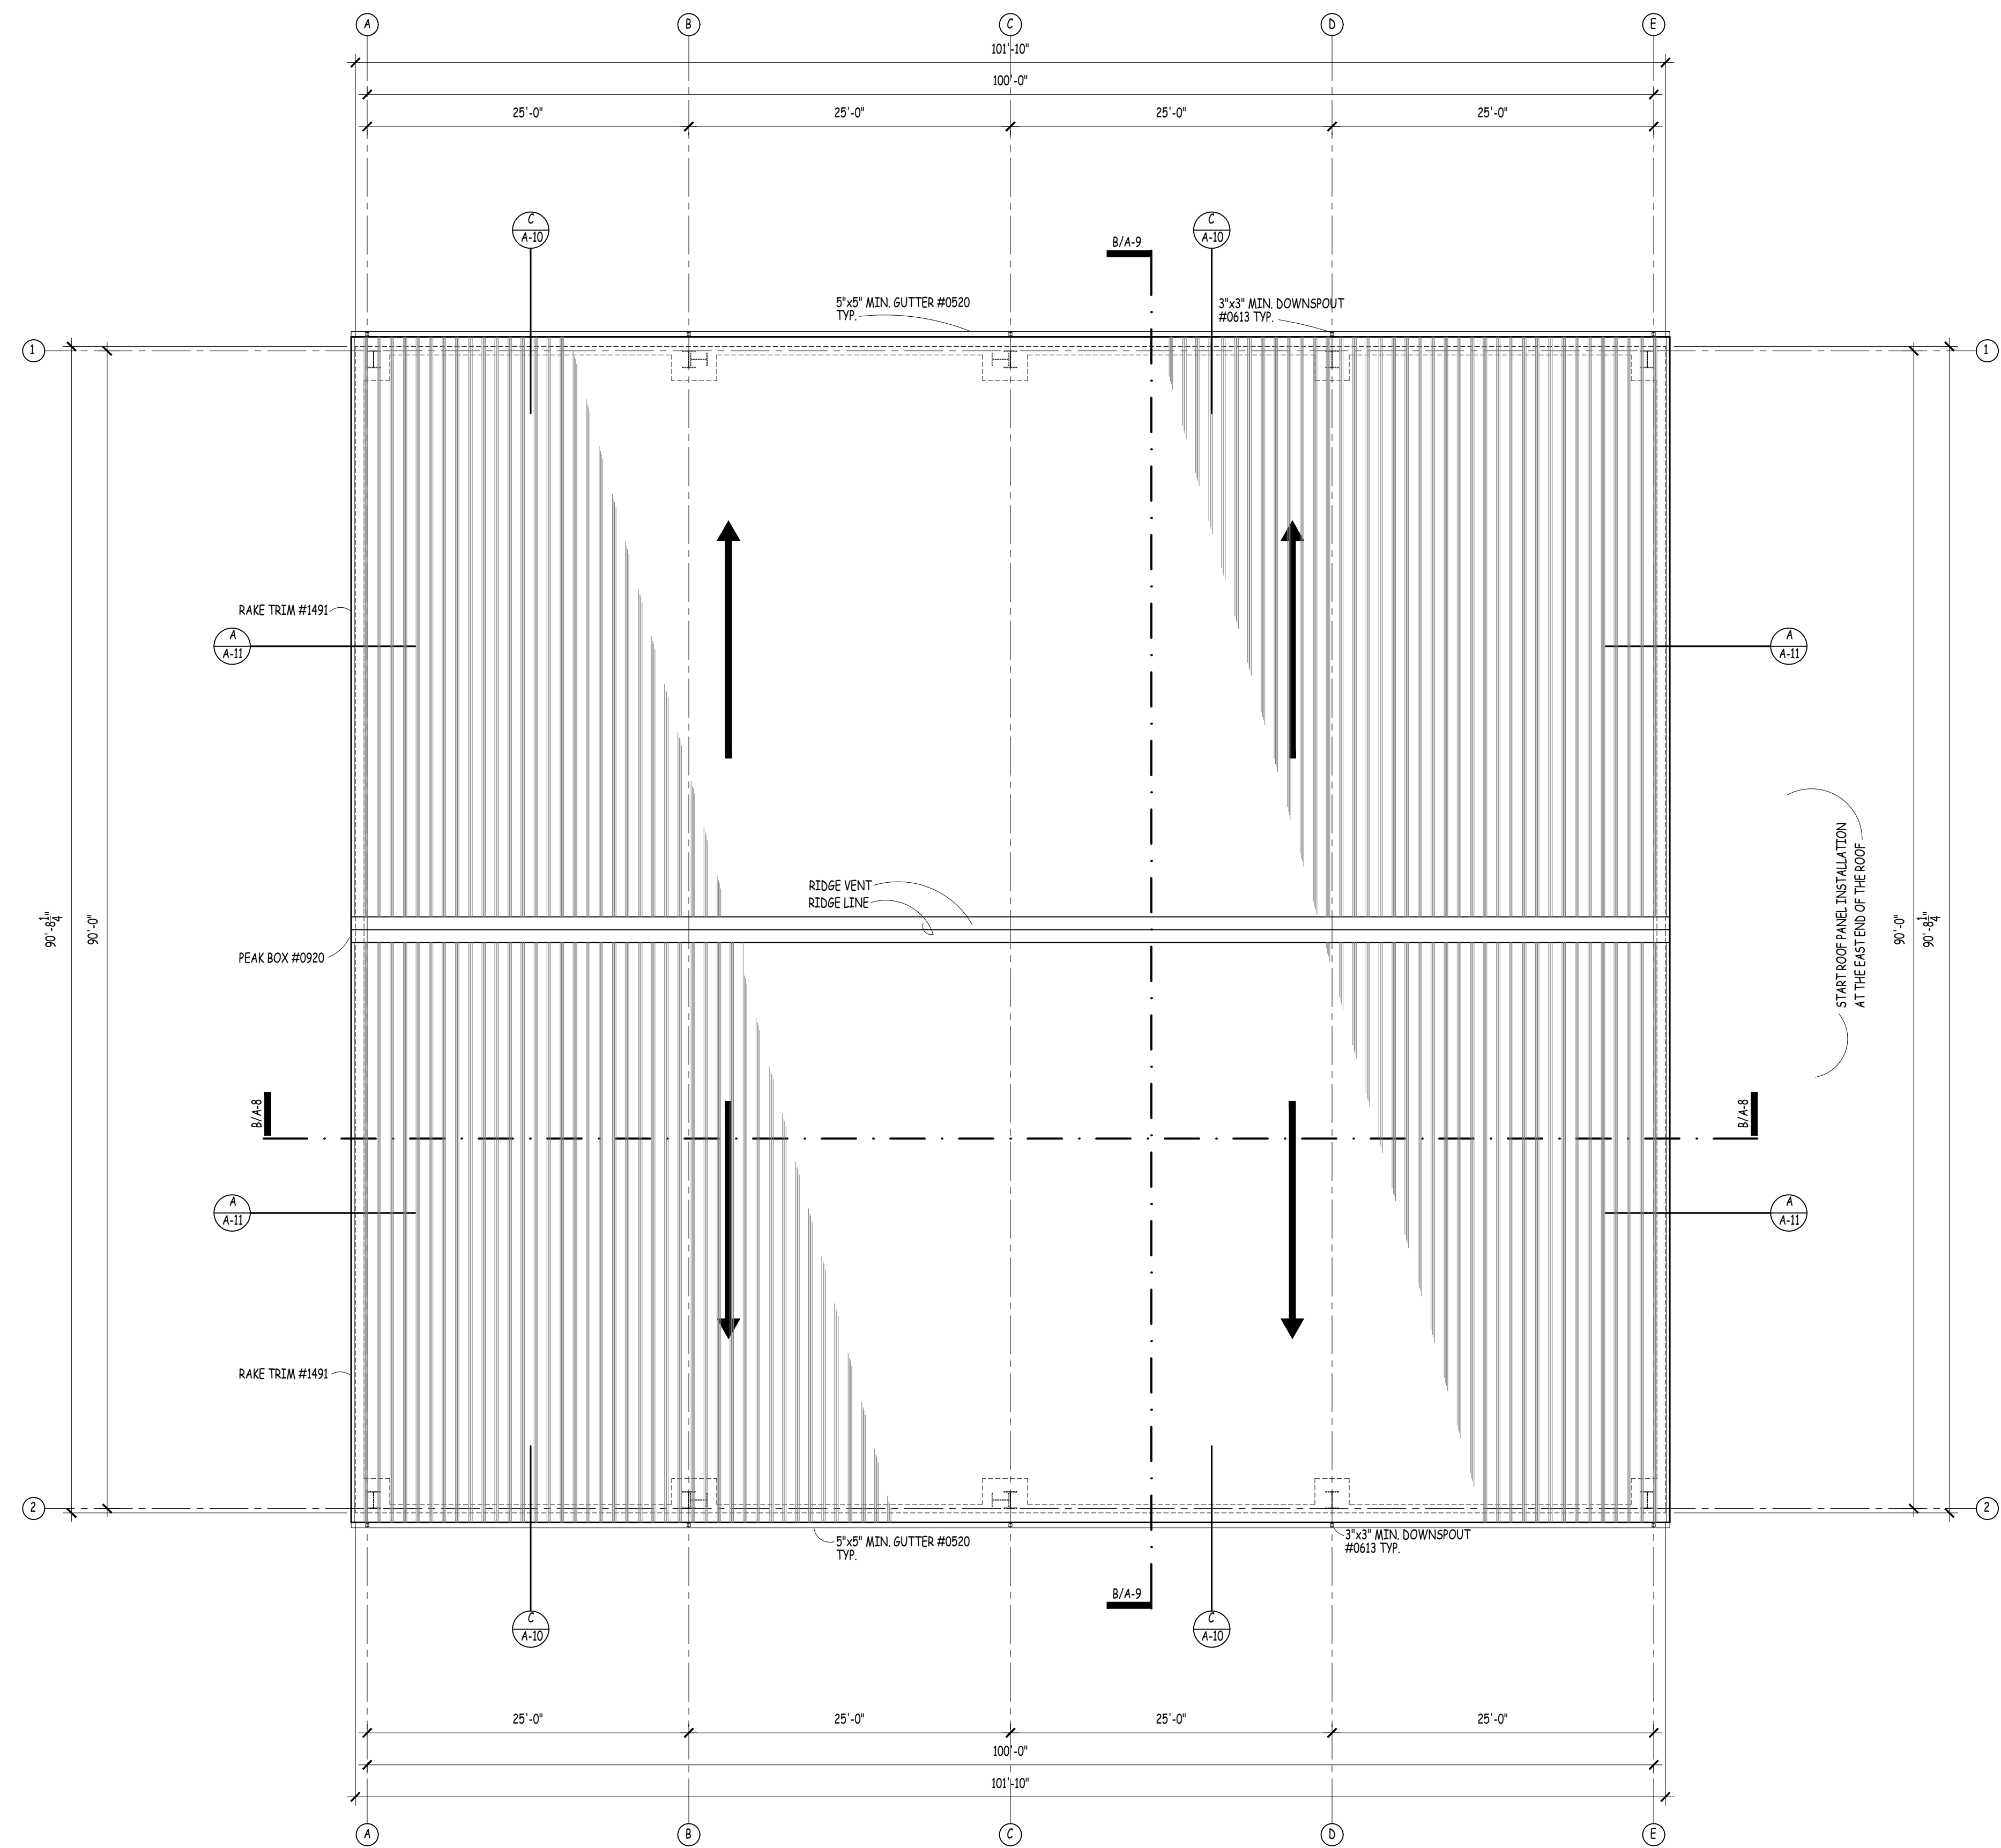 A B C D E
101'-10"
100'-0"
25'-0" 25'-0" 25'-0" 25'-0"
C
A-10
B/A-9
C
A-10
5"x5" MIN. GUTTER #0520
TYP.
3"x3" MIN. DOWNSPOUT
#0613 TYP.
1
1
RAKE TRIM #1491
A
A-11
A
A-11
RIDGE VENT
RIDGE LINE
90'-8 1/4"
90'-0"
90'-0"
90'-8 1/4"
START ROOF PANEL INSTALLATION
AT THE EAST END OF THE ROOF
PEAK BOX #0920
B/A-8
B/A-8
A
A-11
A
A-11
RAKE TRIM #1491
2
2
5"x5" MIN. GUTTER #0520
TYP.
3"x3" MIN. DOWNSPOUT
#0613 TYP.
B/A-9
C
A-10
C
A-10
25'-0" 25'-0" 25'-0" 25'-0"
100'-0"
101'-10"
A B C D E